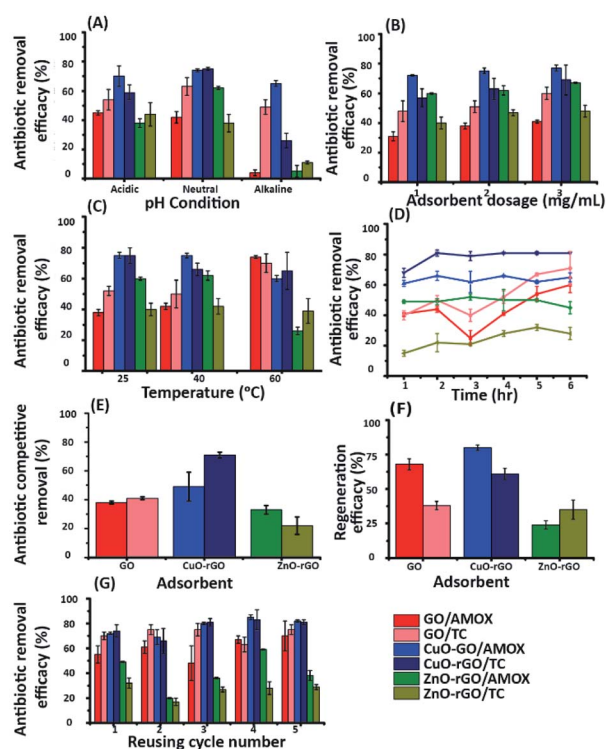 (A)
Antibiotic removal
efficacy (%)
100
80
60
40
20
0
Acidic
Neutral
Alkaline
pH Condition
(B)
Antibiotic removal
efficacy (%)
100
80
60
40
20
0
1
2
3
Adsorbent dosage (mg/mL)
(C)
Antibiotic removal
efficacy (%)
100
80
60
40
20
0
25
40
60
Temperature (°C)
(D)
Antibiotic removal
efficacy (%)
100
80
60
40
20
0
1
2
3
4
5
6
Time (hr)
(E)
Antibiotic competitive
removal (%)
100
80
60
40
20
0
GO
CuO-rGO
ZnO-rGO
Adsorbent
(F)
Regeneration
efficacy (%)
100
75
50
25
0
GO
CuO-rGO
ZnO-rGO
Adsorbent
(G)
Antibiotic removal
efficacy (%)
100
80
60
40
20
0
1
2
3
4
5
Reusing cycle number
GO/AMOX
GO/TC
CuO-GO/AMOX
CuO-rGO/TC
ZnO-rGO/AMOX
ZnO-rGO/TC